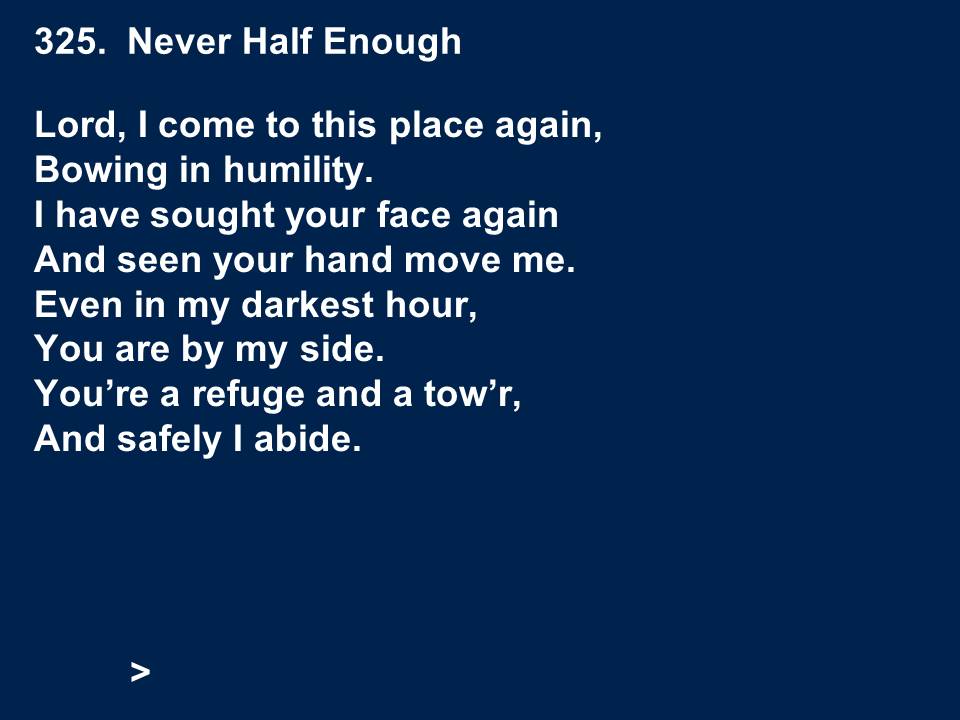 325.  Never Half Enough
Lord, I come to this place again,
Bowing in humility.
I have sought your face again
And seen your hand move me.
Even in my darkest hour,
You are by my side.
You’re a refuge and a tow’r,
And safely I abide.
>